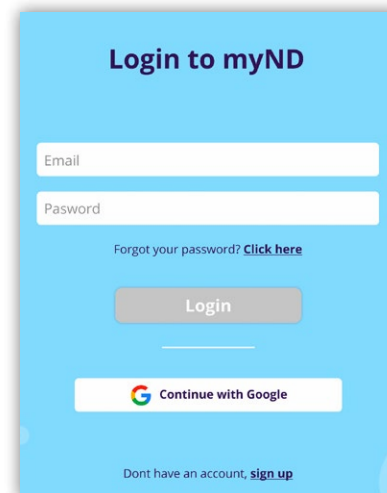 Login to myND
Email
Pasword
Forgot your password? Click here
Login
Continue with Google
Dont have an account, sign up